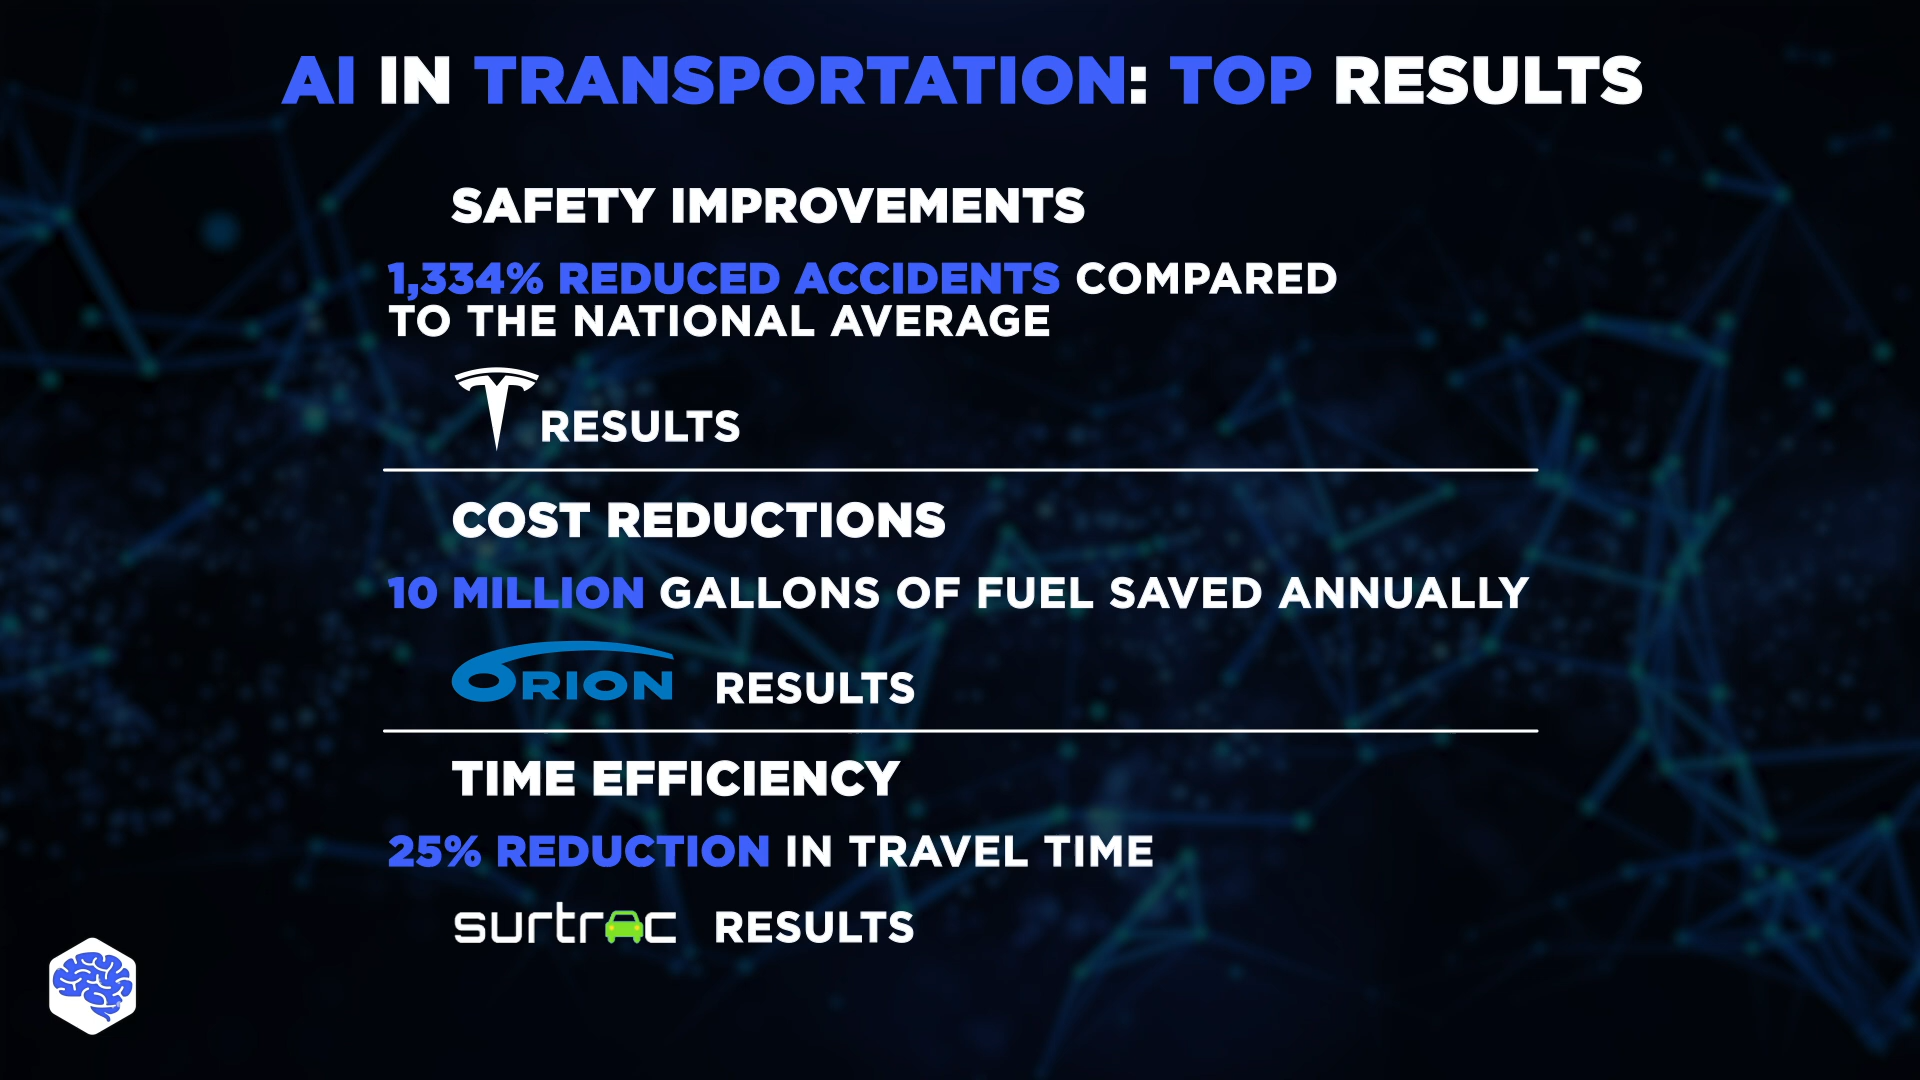 AI IN TRANSPORTATION: TOP RESULTS
SAFETY IMPROVEMENTS
1,334% REDUCED ACCIDENTS COMPARED
TO THE NATIONAL AVERAGE
RESULTS
COST REDUCTIONS
10 MILLION GALLONS OF FUEL SAVED ANNUALLY
ORION RESULTS
TIME EFFICIENCY
25% REDUCTION IN TRAVEL TIME
surtrac RESULTS